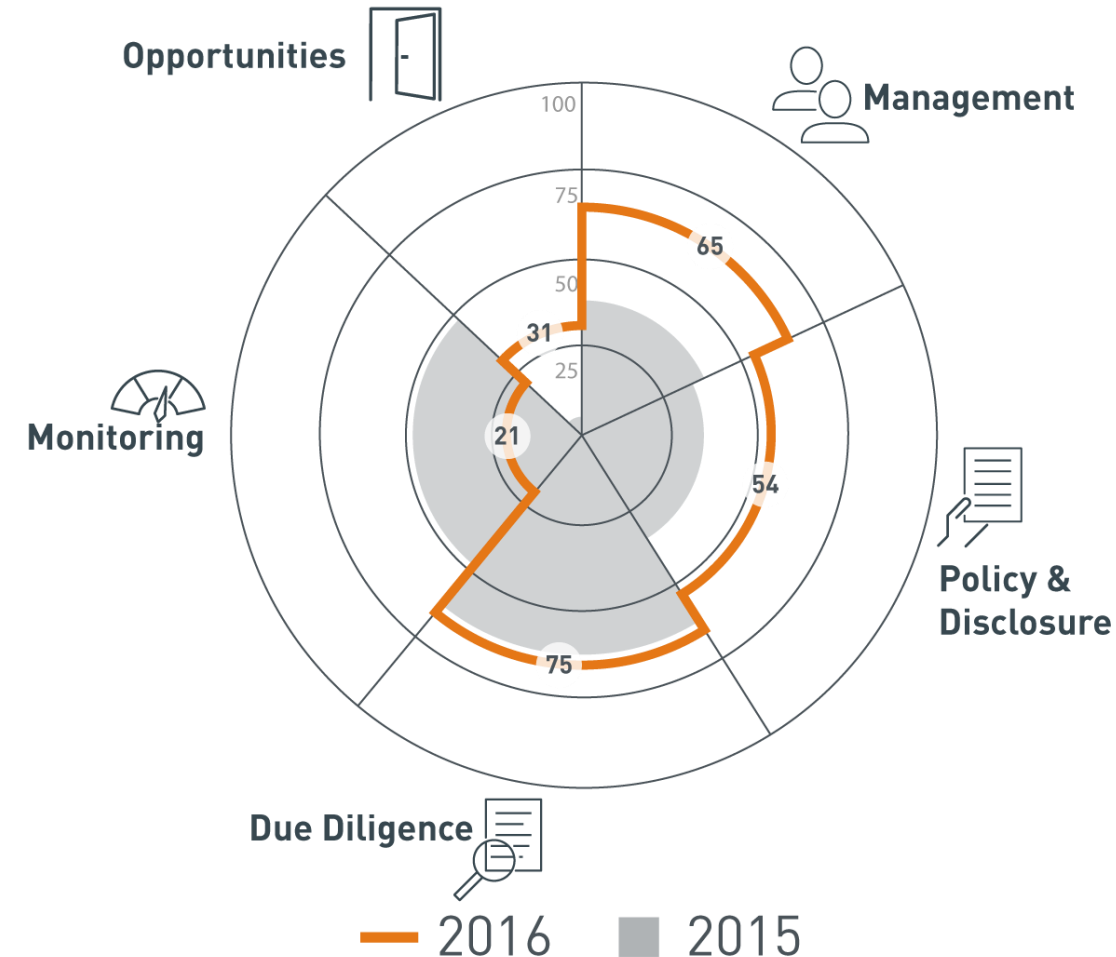 Opportunities
Management
100
75
65
50
31
25
Monitoring
21
54
Policy &
Disclosure
75
Due Diligence
2016 2015